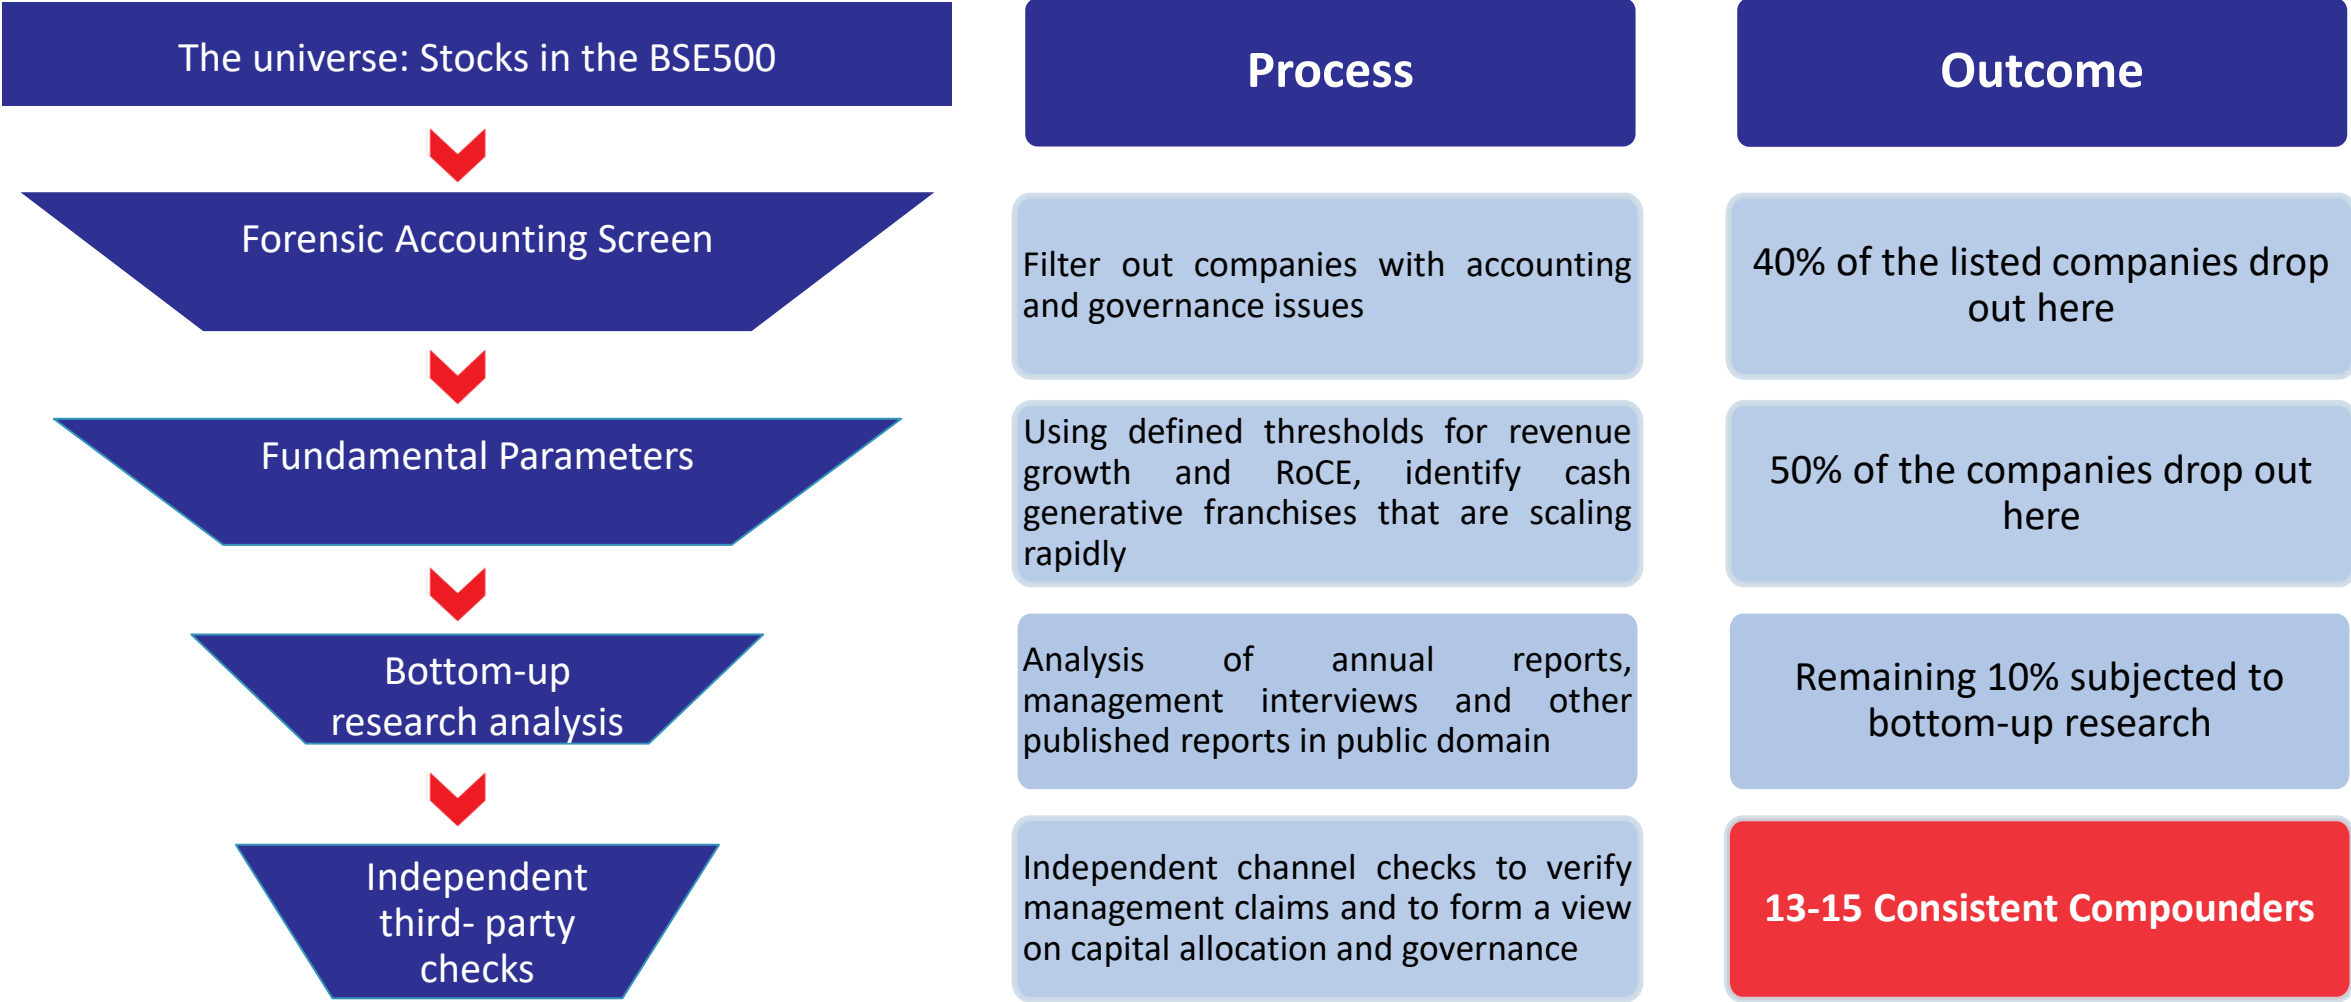 The universe: Stocks in the BSE500
Process
Outcome
Forensic Accounting Screen
Filter out companies with accounting
and governance issues
40% of the listed companies drop
out here
Fundamental Parameters
Using defined thresholds for revenue
growth and RoCE, identify cash
generative franchises that are scaling
rapidly
50% of the companies drop out
here
Bottom-up
research analysis
Analysis of annual reports,
management interviews and other
published reports in public domain
Remaining 10% subjected to
bottom-up research
Independent
third- party
checks
Independent channel checks to verify
management claims and to form a view
on capital allocation and governance
13-15 Consistent Compounders